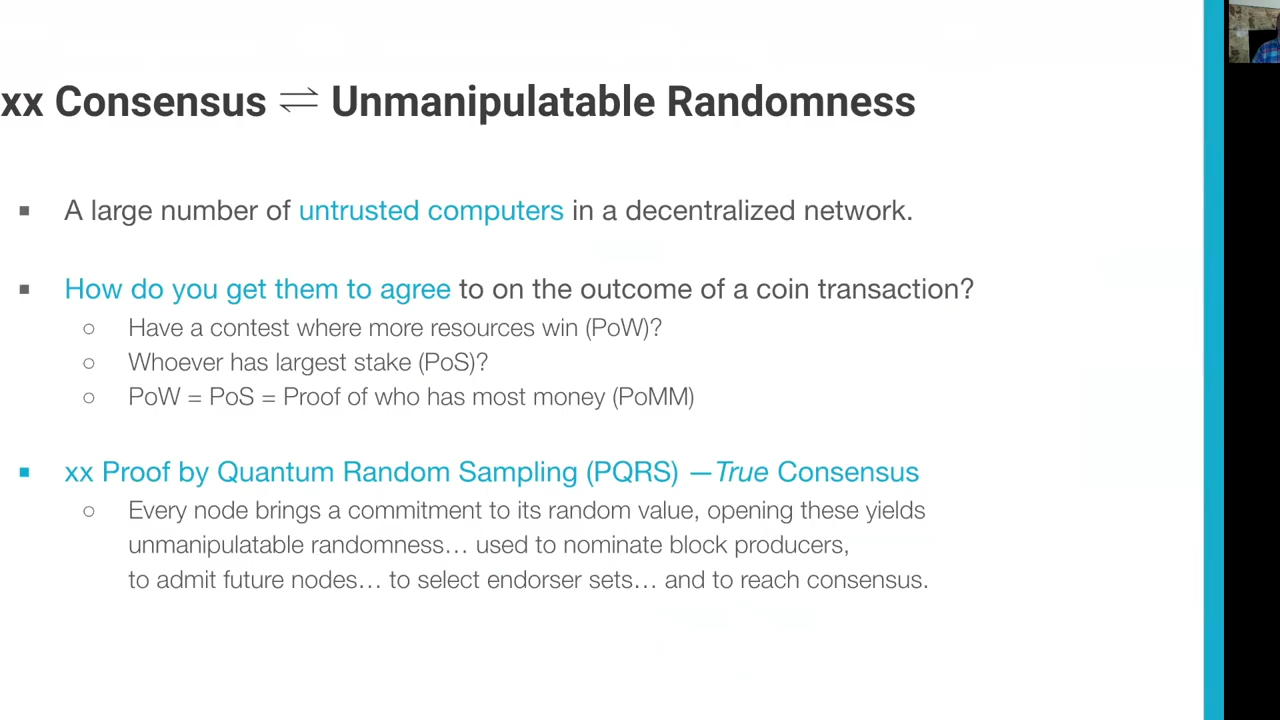 xx Consensus ⇌ Unmanipulatable Randomness
▪ A large number of untrusted computers in a decentralized network.
▪ How do you get them to agree to on the outcome of a coin transaction?
○ Have a contest where more resources win (PoW)?
○ Whoever has largest stake (PoS)?
○ PoW = PoS = Proof of who has most money (PoMM)
▪ xx Proof by Quantum Random Sampling (PQRS) —True Consensus
○ Every node brings a commitment to its random value, opening these yields
unmanipulatable randomness… used to nominate block producers,
to admit future nodes… to select endorser sets… and to reach consensus.